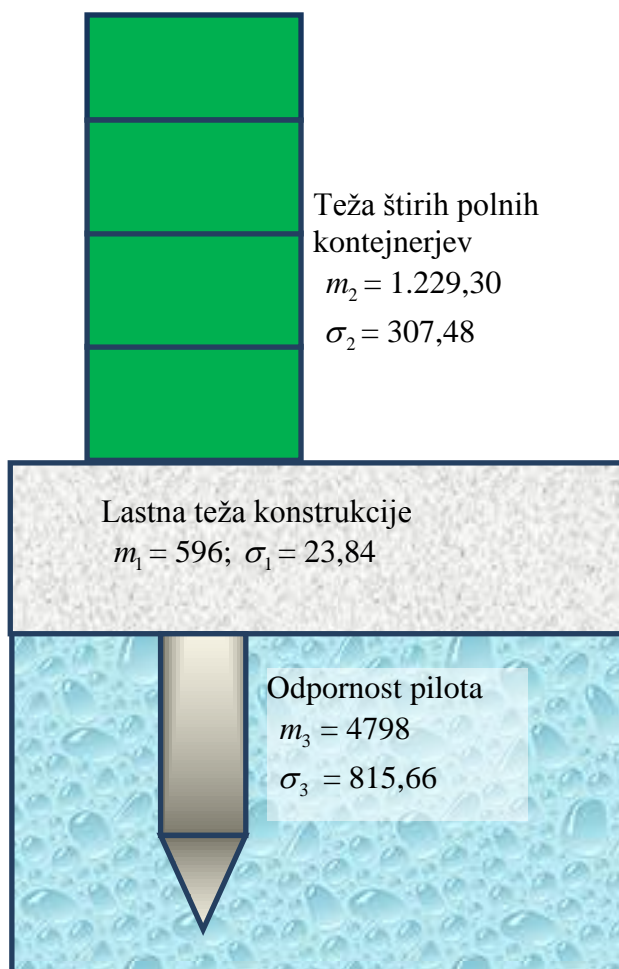 Teža štirih polnih
kontejnerjev
m₂ = 1.229,30
σ₂ = 307,48
Lastna teža konstrukcije
m₁ = 596; σ₁ = 23,84
Odpornost pilota
m₃ = 4798
σ₃ = 815,66